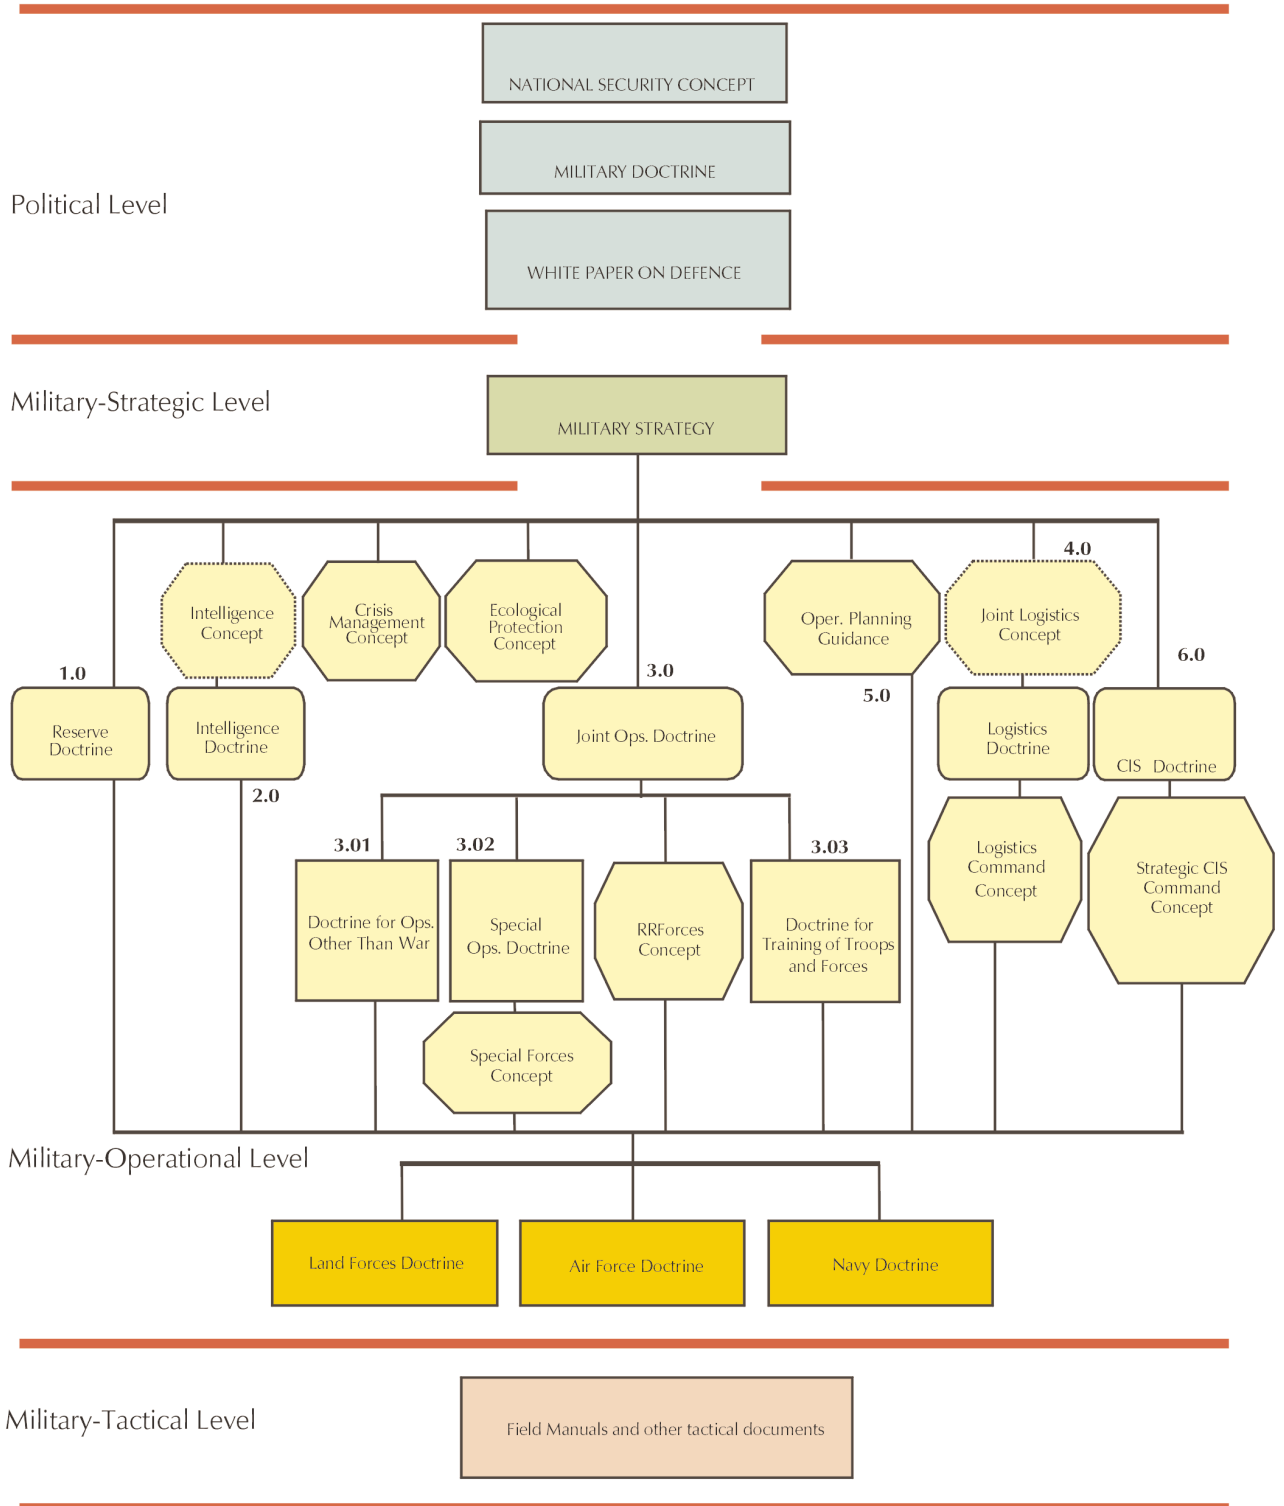 NATIONAL SECURITY CONCEPT
MILITARY DOCTRINE
Political Level
WHITE PAPER ON DEFENCE
Military-Strategic Level
MILITARY STRATEGY
4.0
Intelligence
Concept
Crisis
Management
Concept
Ecological
Protection
Concept
Oper. Planning
Guidance
Joint Logistics
Concept
1.0
3.0
5.0
6.0
Reserve
Doctrine
Intelligence
Doctrine
Joint Ops. Doctrine
Logistics
Doctrine
CIS Doctrine
2.0
3.01
3.02
3.03
Doctrine for Ops.
Other Than War
Special
Ops. Doctrine
RRForces
Concept
Doctrine for
Training of Troops
and Forces
Logistics
Command
Concept
Strategic CIS
Command
Concept
Special Forces
Concept
Military-Operational Level
Land Forces Doctrine
Air Force Doctrine
Navy Doctrine
Military-Tactical Level
Field Manuals and other tactical documents